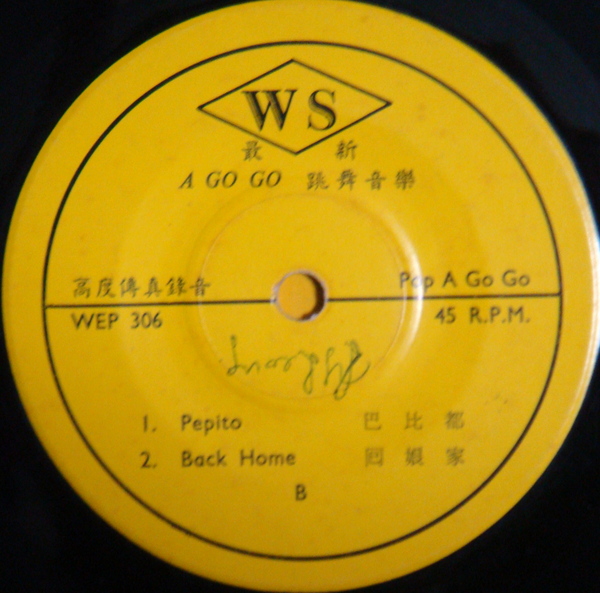 WS
最 新
A GO GO 跳舞音樂
高度傳真錄音 Pop A Go Go
WEP 306 45 R.P.M.
1. Pepito 巴比都
2. Back Home 回娘家
B